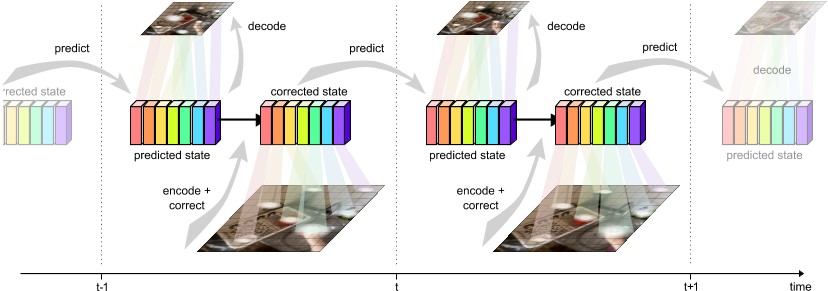 decode
decode
predict
predict
predict
decode
rrected state
corrected state
corrected state
predicted state
predicted state
predicted state
encode +
correct
encode +
correct
t-1
t
t+1
time